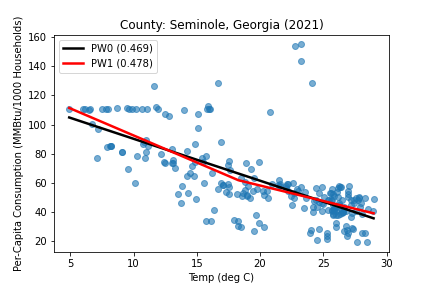 County: Seminole, Georgia (2021)
Per-Capita Consumption (MMBtu/1000 Households)
160
140
120
100
80
60
40
20
PW0 (0.469)
PW1 (0.478)
5 10 15 20 25 30
Temp (deg C)